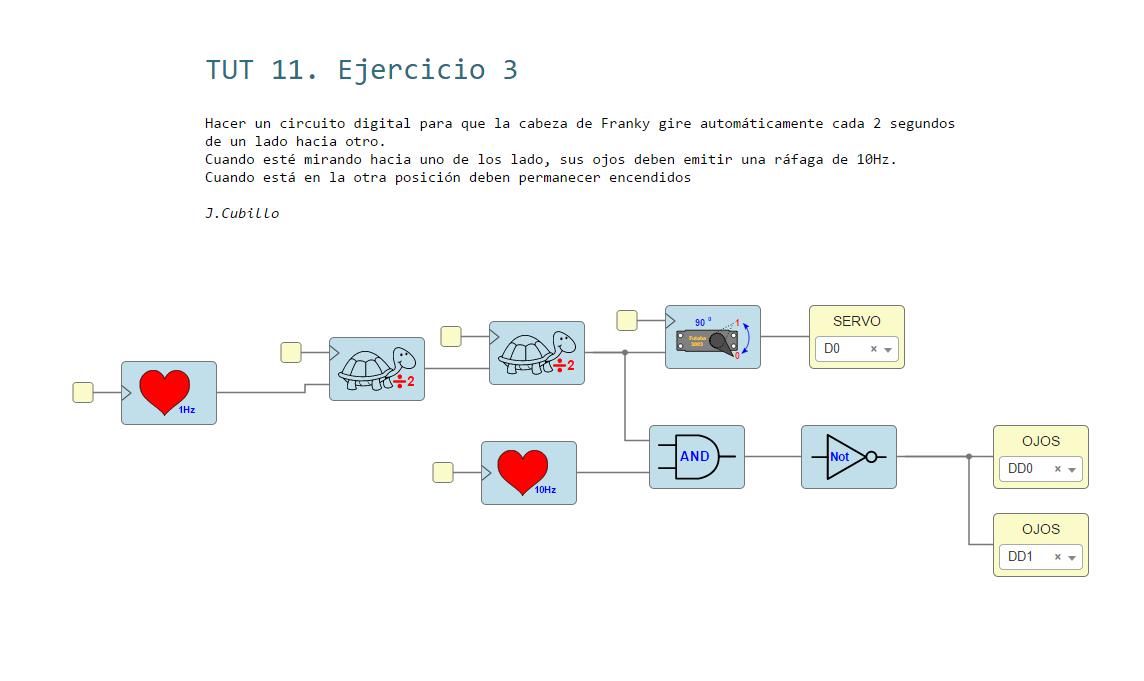 TUT 11. Ejercicio 3
Hacer un circuito digital para que la cabeza de Franky gire automáticamente cada 2 segundos
de un lado hacia otro.
Cuando esté mirando hacia uno de los lado, sus ojos deben emitir una ráfaga de 10Hz.
Cuando está en la otra posición deben permanecer encendidos
J.Cubillo
90 º
1
Futaba
3003
0
SERVO
D0 ×
÷2
÷2
1Hz
10Hz
AND
Not
OJOS
DD0 ×
OJOS
DD1 ×